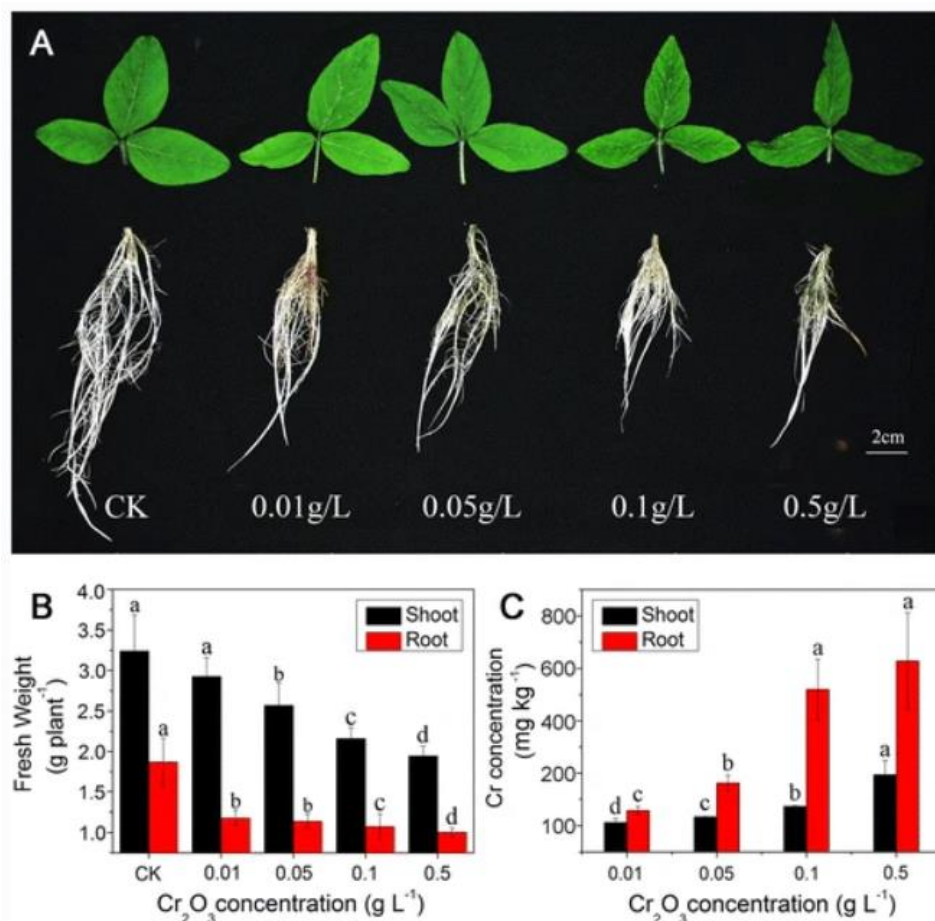 A
CK 0.01g/L 0.05g/L 0.1g/L 0.5g/L
2cm
B
Shoot
Root
Fresh Weight
(g plant⁻¹)
4.0
3.5
3.0
2.5
2.0
1.5
1.0
a a b c d
a b b c d
CK 0.01 0.05 0.1 0.5
Cr₂O₃ concentration (g L⁻¹)
C
Shoot
Root
Cr concentration
(mg kg⁻¹)
800
600
400
200
100
d c b a
c b a a
0.01 0.05 0.1 0.5
Cr₂O₃ concentration (g L⁻¹)